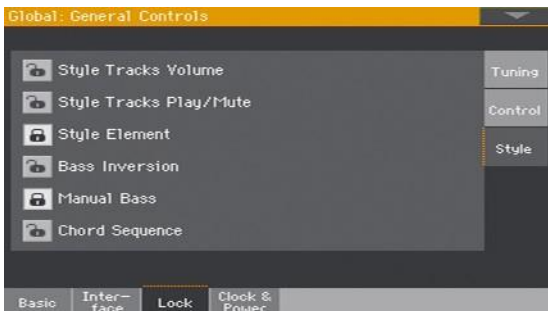 Global: General Controls
Style Tracks Volume
Tuning
Style Tracks Play/Mute
Control
Style Element
Style
Bass Inversion
Manual Bass
Chord Sequence
Basic
Inter-
face
Lock
Clock &
Power